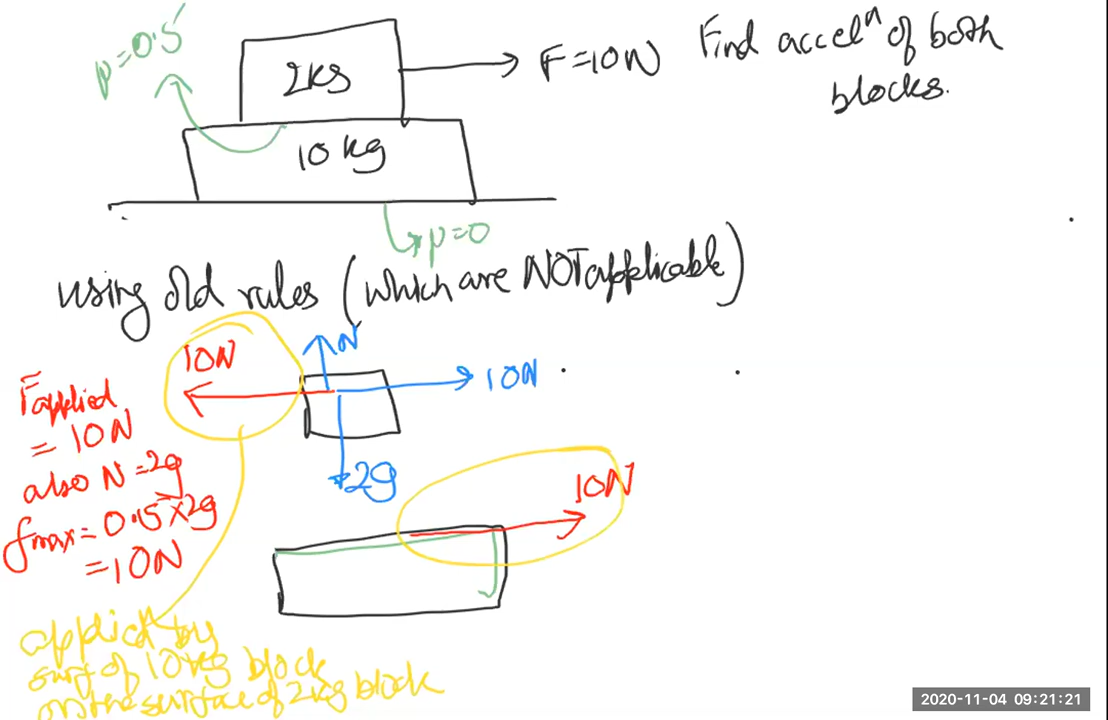 μ=0.5
2kg
F=10N
Find accelⁿ of both
blocks.
10 kg
μ=0
using old rules (which are NOT applicable)
10N
N
10N
Fapplied
= 10N
also N=2g
fmax=0.5×2g
=10N
2g
10N
applied by
surf of 10kg block
on the surface of 2kg block
2020-11-04 09:21:21